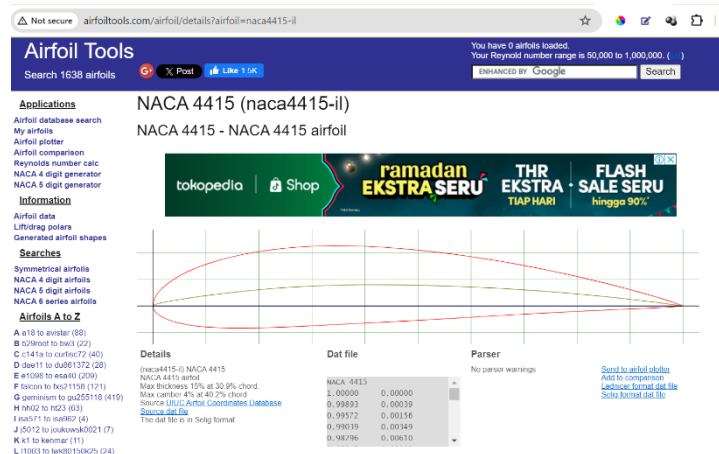 Not secure
airfoiltools.com/airfoil/details?airfoil=naca4415-il
Airfoil Tools
Search 1638 airfoils
G+
X Post
Like 1.5K
You have 0 airfoils loaded.
Your Reynold number range is 50,000 to 1,000,000. ( )
ENHANCED BY Google
Search
Applications
Airfoil database search
My airfoils
Airfoil plotter
Airfoil comparison
Reynolds number calc
NACA 4 digit generator
NACA 5 digit generator
Information
Airfoil data
Lift/drag polars
Generated airfoil shapes
Searches
Symmetrical airfoils
NACA 4 digit airfoils
NACA 5 digit airfoils
NACA 6 series airfoils
Airfoils A to Z
A a18 to avistar (88)
B b29root to bw3 (22)
C c141a to curtisc72 (40)
D dae11 to du861372 (28)
E e1098 to esa40 (209)
F falcon to fxs21158 (121)
G geminism to gu255118 (419)
H hh02 to ht23 (63)
I isa571 to isa962 (4)
J j5012 to joukowsk0021 (7)
K k1 to kenmar (11)
L l1003 to lwk80150k25 (24)
NACA 4415 (naca4415-il)
NACA 4415 - NACA 4415 airfoil
tokopedia
Shop
ramadan
EKSTRA SERU
THR
EKSTRA
TIAP HARI
FLASH
SALE SERU
hingga 90%*
Details
(naca4415-il) NACA 4415
NACA 4415 airfoil
Max thickness 15% at 30.9% chord.
Max camber 4% at 40.2% chord
Source UIUC Airfoil Coordinates Database
Source dat file
The dat file is in Selig format
Dat file
NACA 4415
1.00000 0.00000
0.99893 0.00039
0.99572 0.00156
0.99039 0.00349
0.98296 0.00610
Parser
No parser warnings
Send to airfoil plotter
Add to comparison
Lednicer format dat file
Selig format dat file